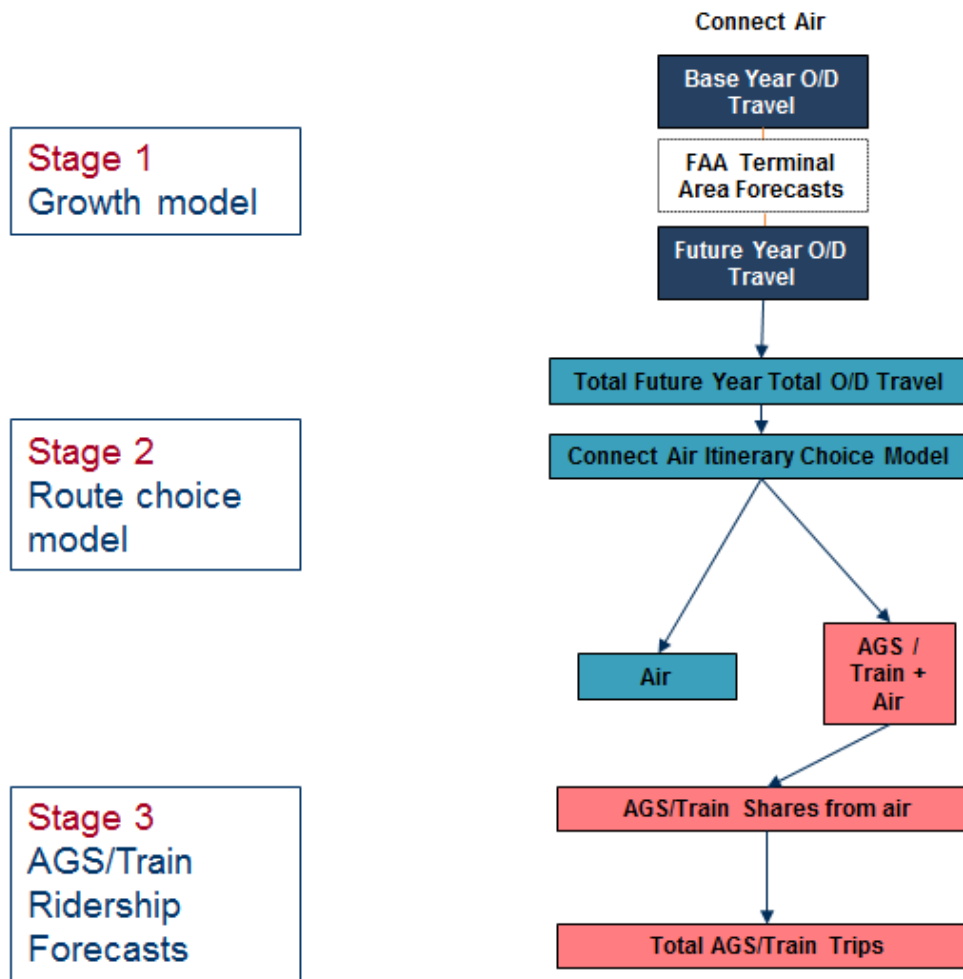 Connect Air
Base Year O/D
Travel
Stage 1
Growth model
FAA Terminal
Area Forecasts
Future Year O/D
Travel
Total Future Year Total O/D Travel
Stage 2
Route choice
model
Connect Air Itinerary Choice Model
Air
AGS /
Train +
Air
Stage 3
AGS/Train
Ridership
Forecasts
AGS/Train Shares from air
Total AGS/Train Trips